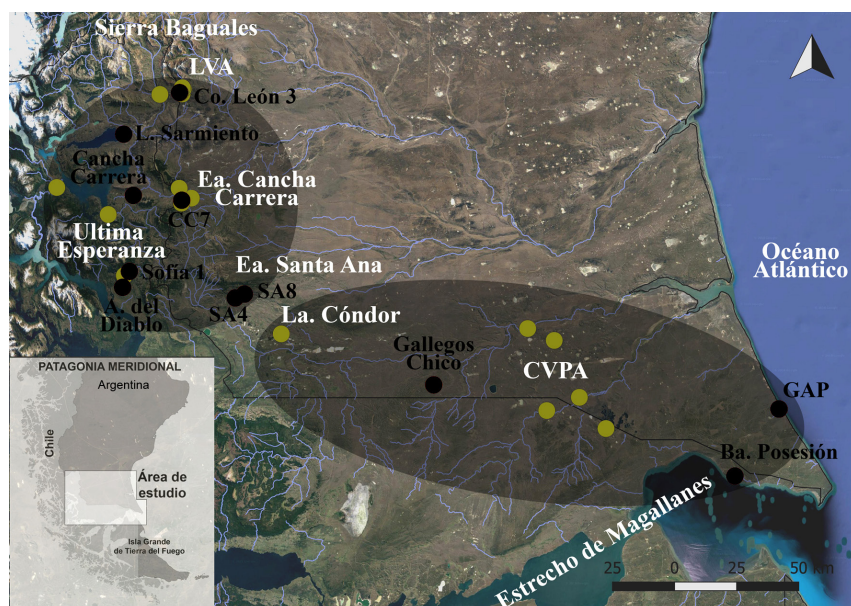 Sierra Baguales
LVA
Co. León 3
L. Sarmiento
Cancha
Carrera
Ea. Cancha
Carrera
CC7
Ultima
Esperanza
Sofía 1
A. del
Diablo
Ea. Santa Ana
SA8
SA4
La. Cóndor
Gallegos
Chico
CVPA
GAP
Ba. Posesión
Océano
Atlántico
Estrecho de Magallanes
25 0 25 50 km
PATAGONIA MERIDIONAL
Argentina
Chile
Área de
estudio
Isla Grande
de Tierra del Fuego